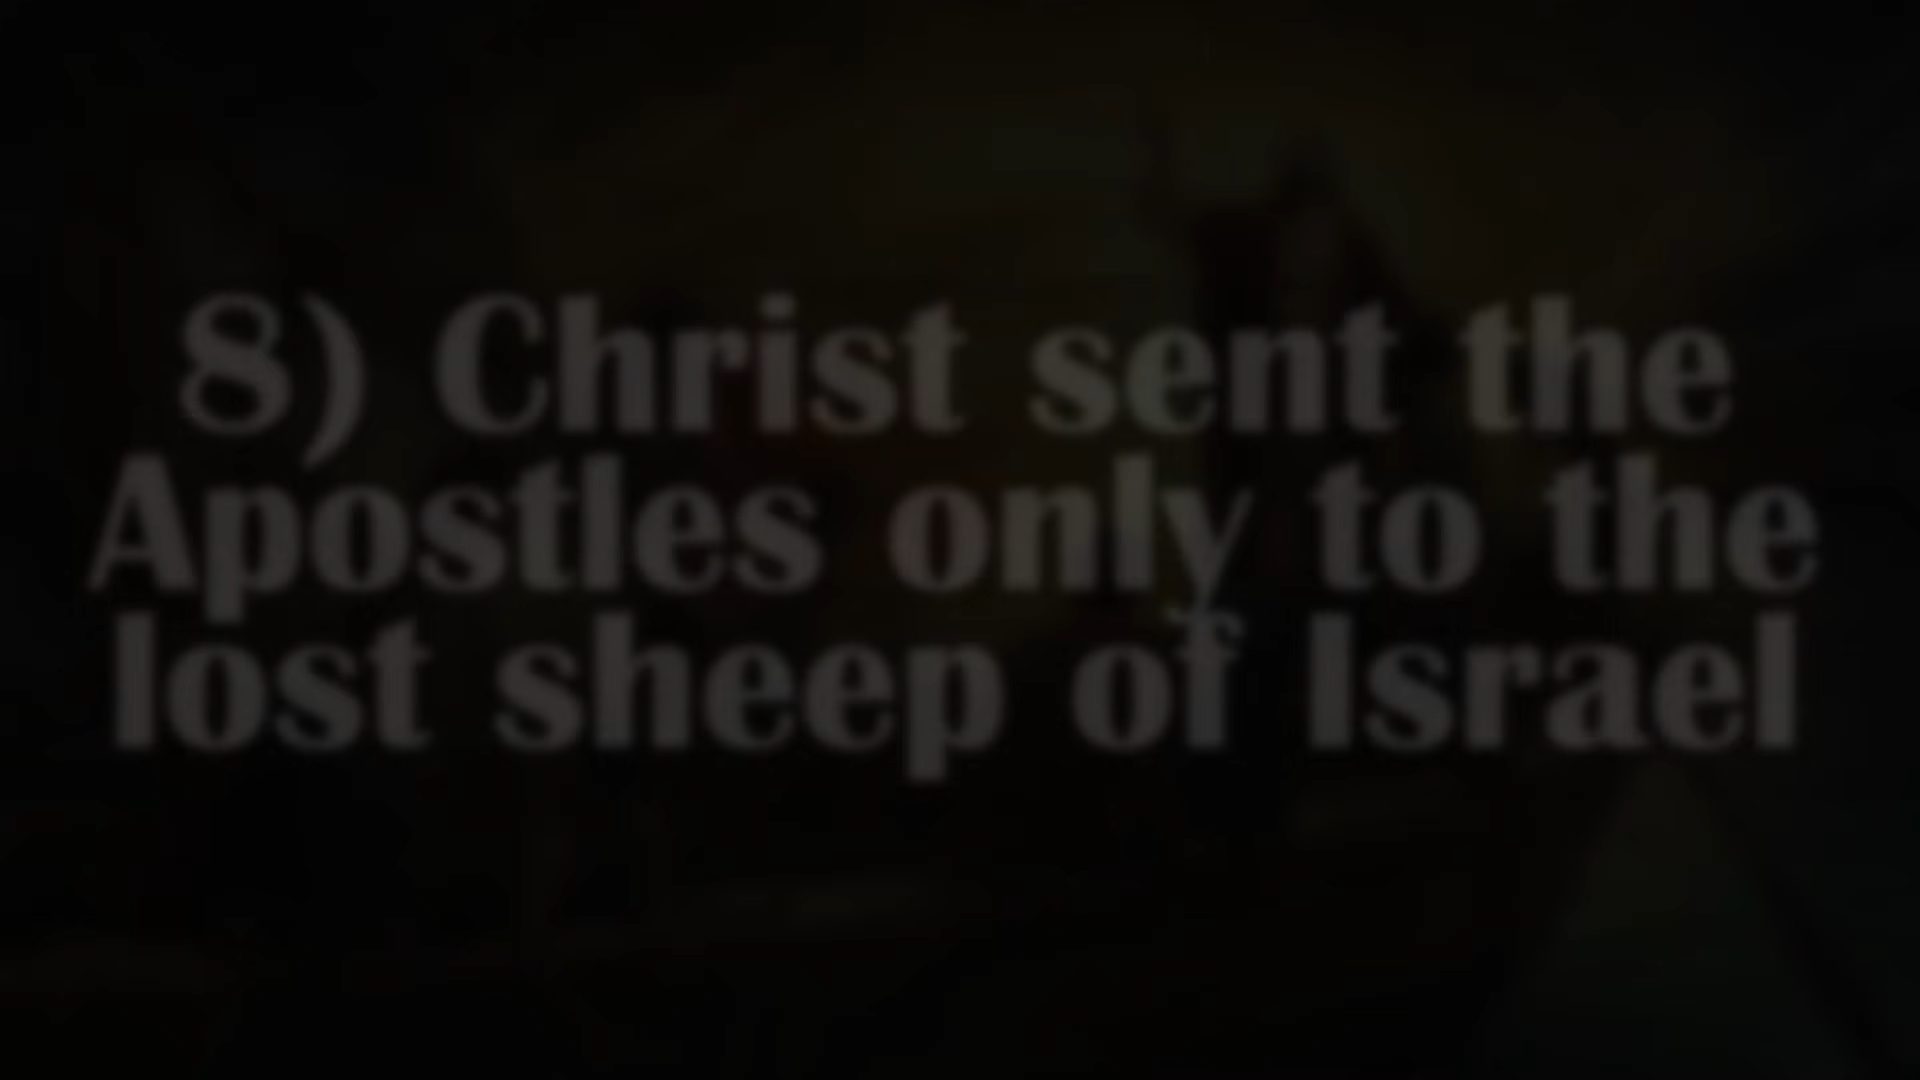 8) Christ sent the
Apostles only to the
lost sheep of Israel